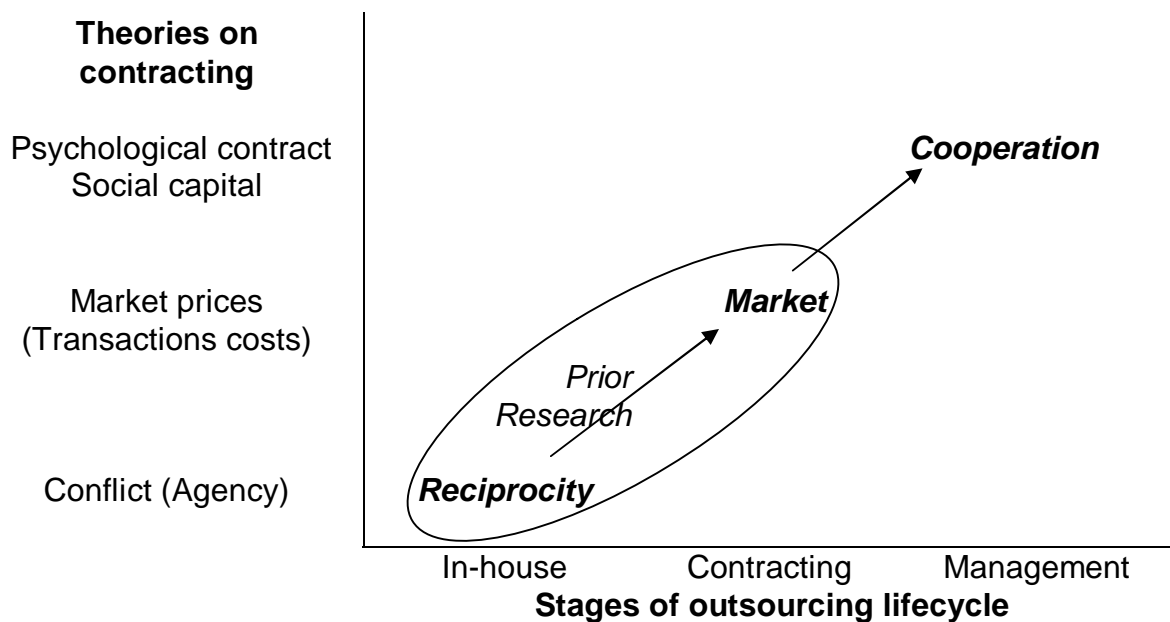 Theories on
contracting
Psychological contract
Social capital
Cooperation
Market prices
(Transactions costs)
Market
Prior
Research
Conflict (Agency)
Reciprocity
In-house
Contracting
Management
Stages of outsourcing lifecycle